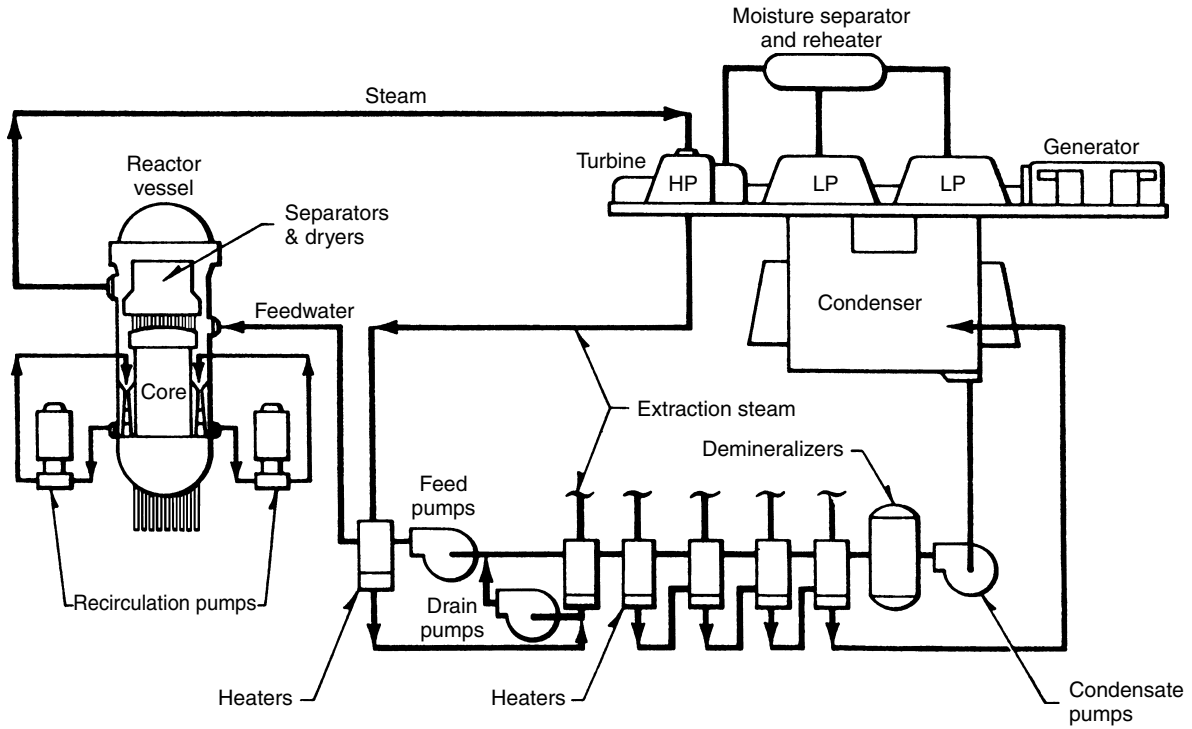 Moisture separator
and reheater
Steam
Turbine
HP
LP
LP
Generator
Reactor
vessel
Separators
& dryers
Feedwater
Condenser
Core
Extraction steam
Demineralizers
Feed
pumps
Recirculation pumps
Drain
pumps
Heaters
Heaters
Condensate
pumps